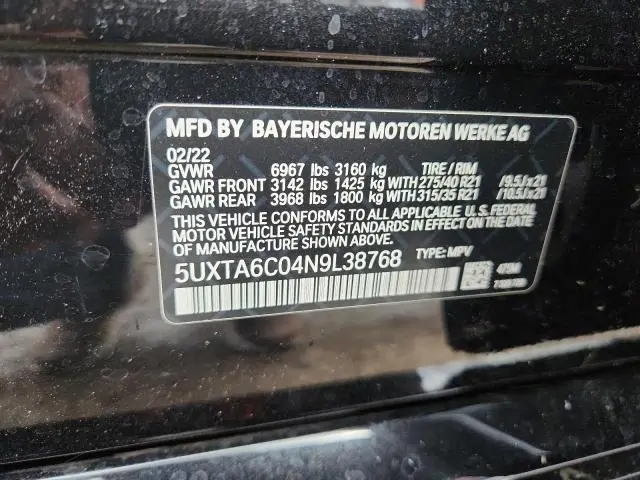 MFD BY BAYERISCHE MOTOREN WERKE AG
02/22
GVWR 6967 lbs 3160 kg TIRE / RIM
GAWR FRONT 3142 lbs 1425 kg WITH 275/40 R21 /9.5Jx21
GAWR REAR 3968 lbs 1800 kg WITH 315/35 R21 /10.5Jx21
THIS VEHICLE CONFORMS TO ALL APPLICABLE U.S. FEDERAL
MOTOR VEHICLE SAFETY STANDARDS IN EFFECT ON THE DATE
OF MANUFACTURE SHOWN ABOVE.
5UXTA6C04N9L38768 TYPE: MPV